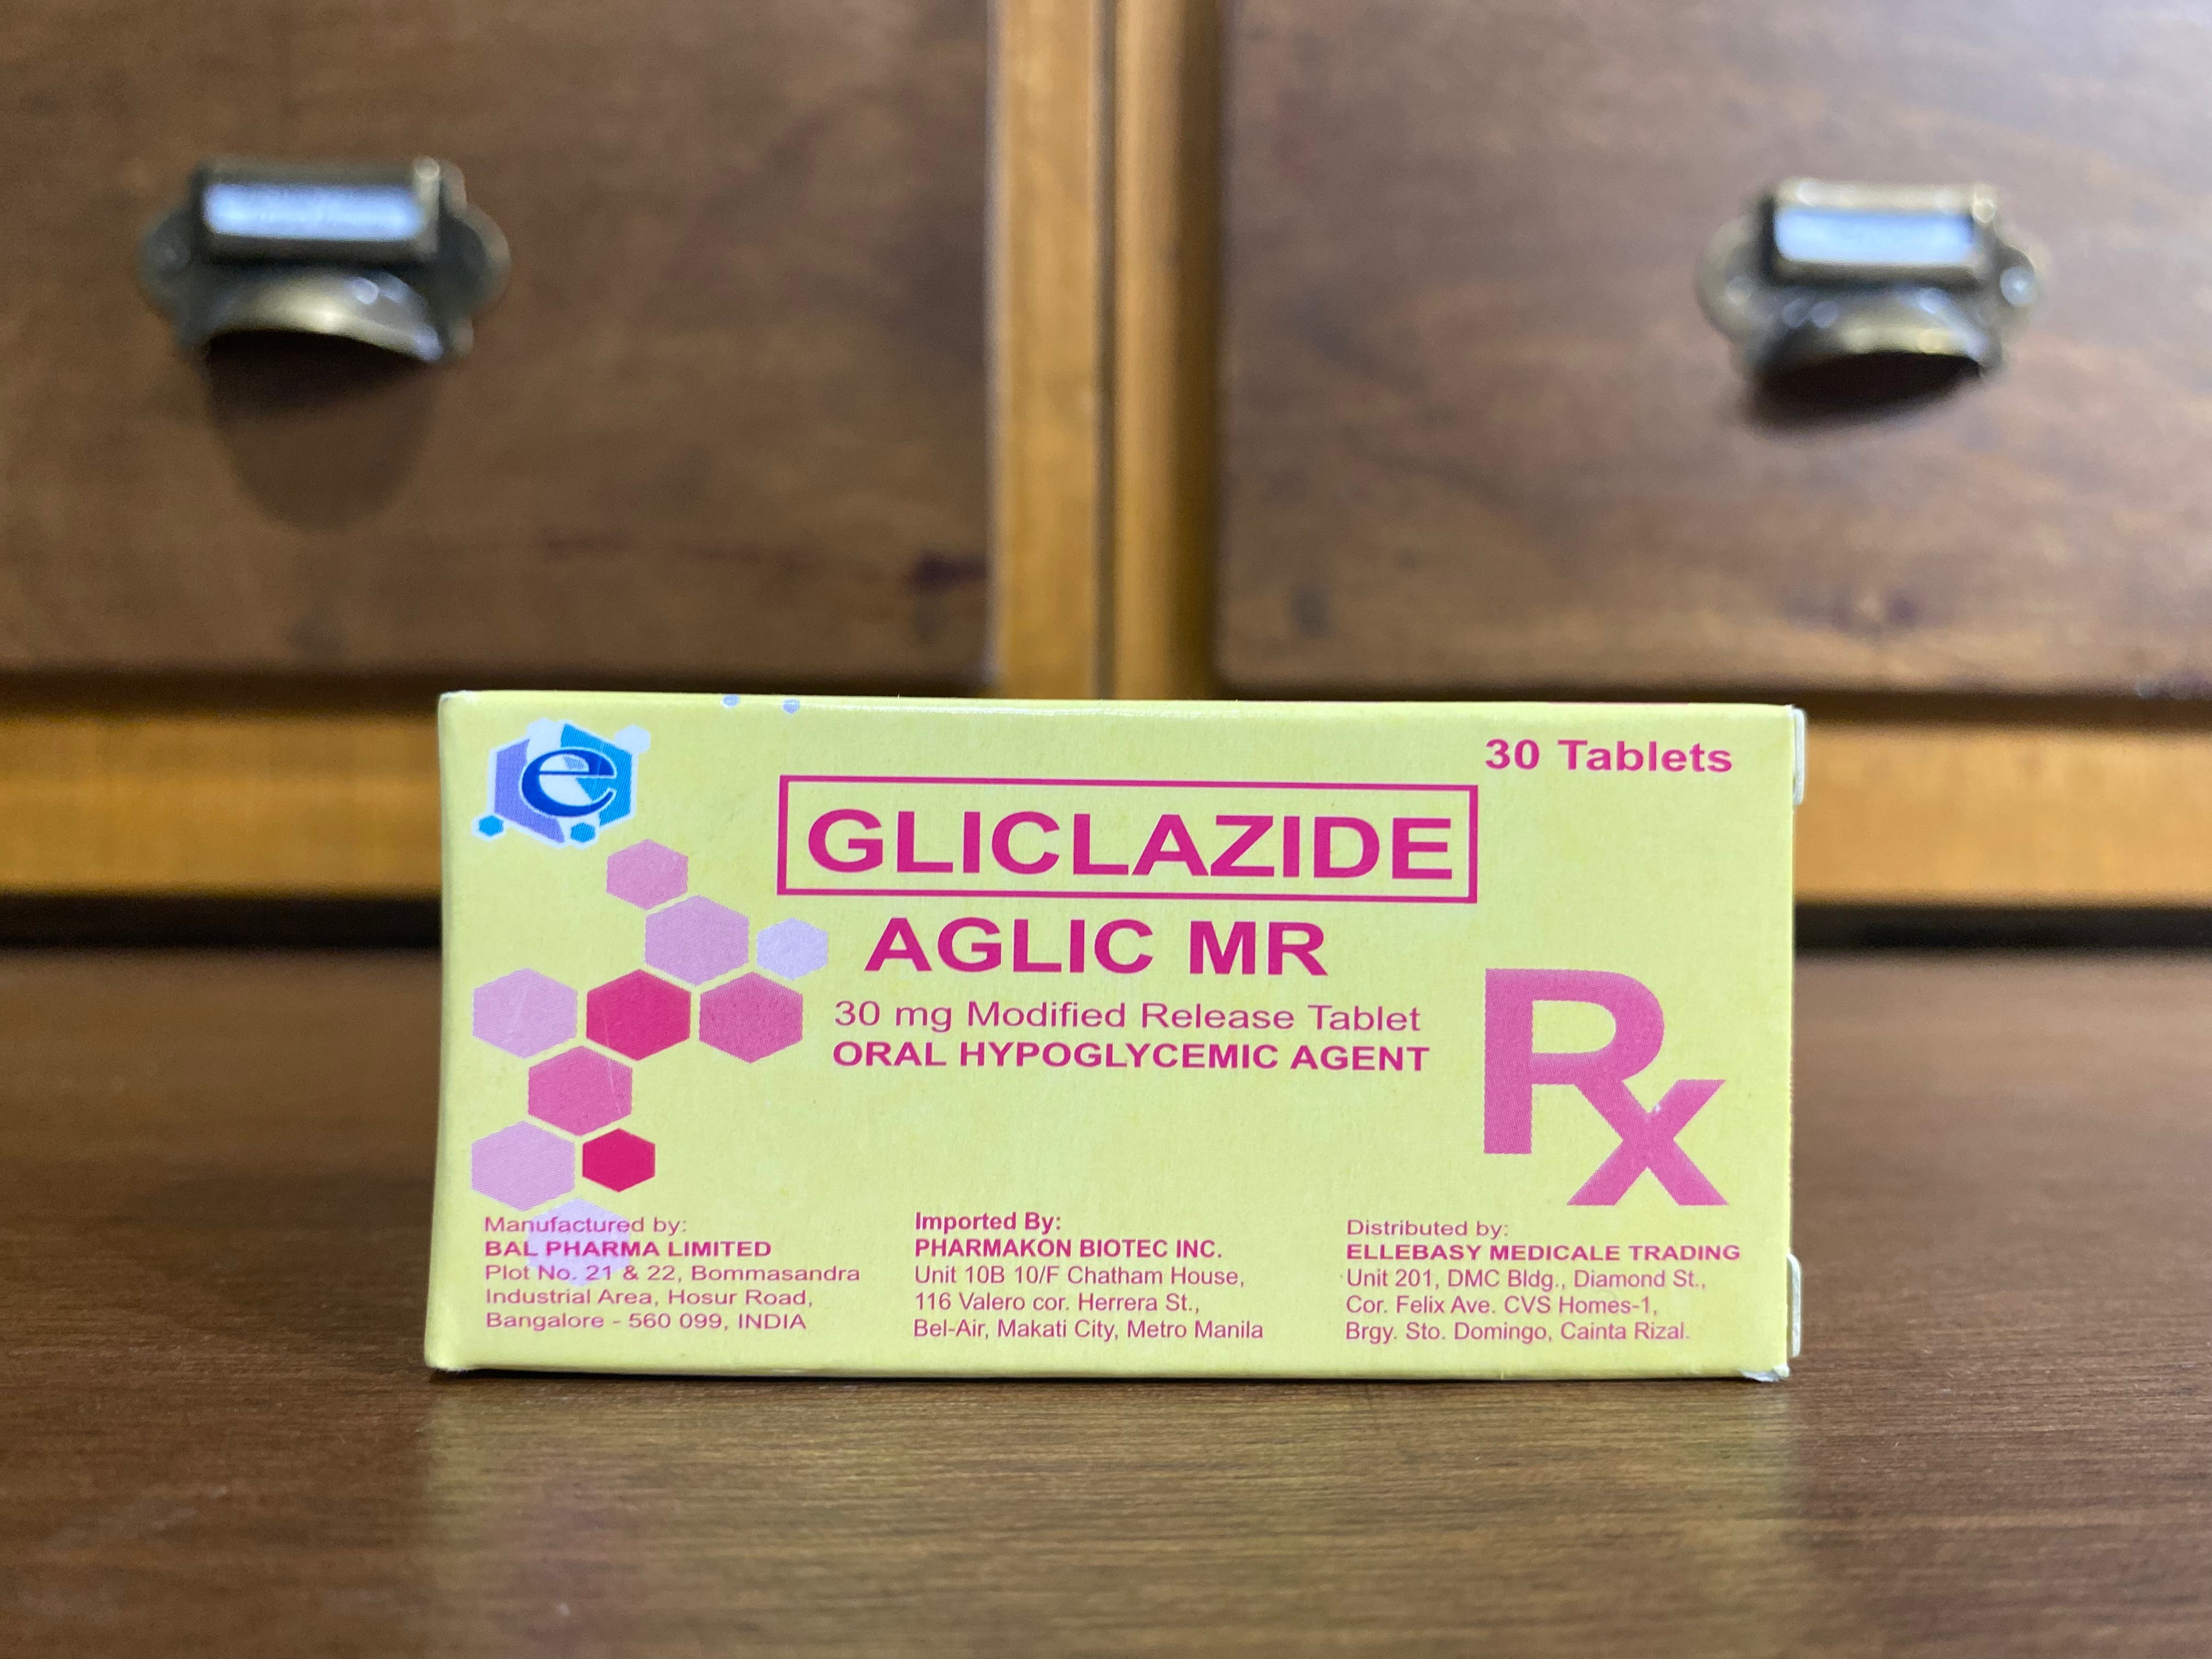 e
30 Tablets
GLICLAZIDE
AGLIC MR
30 mg Modified Release Tablet
ORAL HYPOGLYCEMIC AGENT
Rx
Manufactured by:
BAL PHARMA LIMITED
Plot No. 21 & 22, Bommasandra
Industrial Area, Hosur Road,
Bangalore - 560 099, INDIA
Imported By:
PHARMAKON BIOTEC INC.
Unit 10B 10/F Chatham House,
116 Valero cor. Herrera St.,
Bel-Air, Makati City, Metro Manila
Distributed by:
ELLEBASY MEDICALE TRADING
Unit 201, DMC Bldg., Diamond St.,
Cor. Felix Ave. CVS Homes-1,
Brgy. Sto. Domingo, Cainta Rizal.